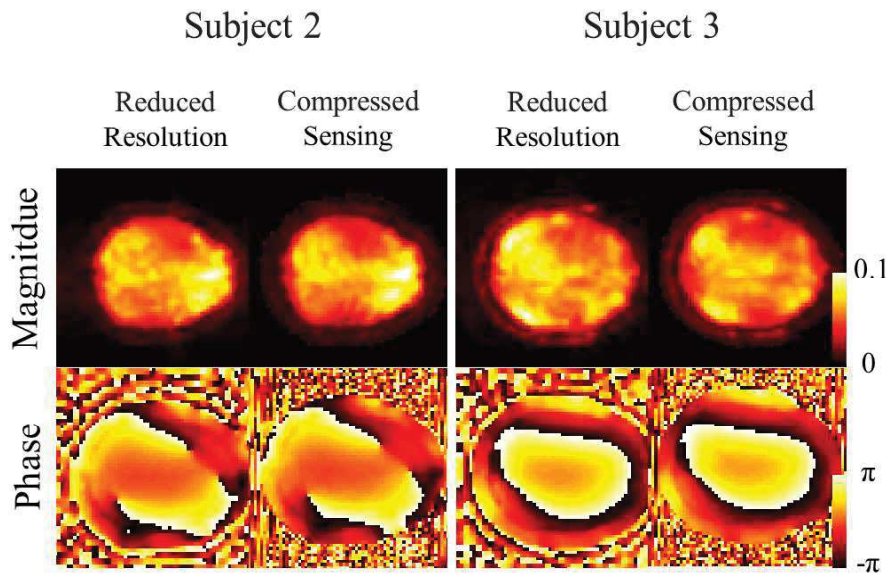 Subject 2
Subject 3
Reduced
Resolution
Compressed
Sensing
Reduced
Resolution
Compressed
Sensing
Magnitdue
0.1
0
Phase
π
-π